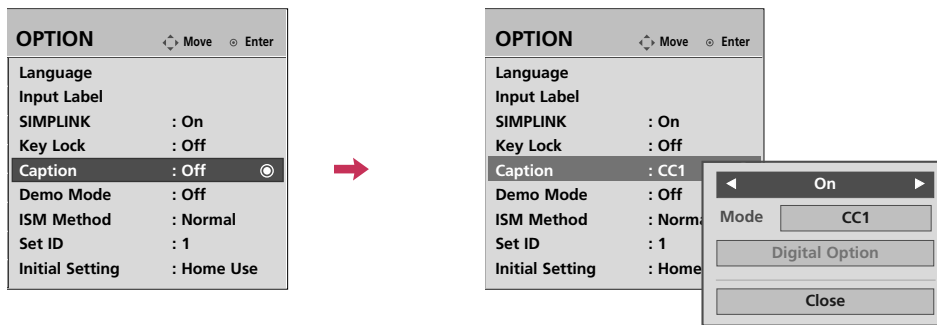 OPTION Move Enter
Language
Input Label
SIMPLINK : On
Key Lock : Off
Caption : Off
Demo Mode : Off
ISM Method : Normal
Set ID : 1
Initial Setting : Home Use
OPTION Move Enter
Language
Input Label
SIMPLINK : On
Key Lock : Off
Caption : CC1
Demo Mode : Off
ISM Method : Norma
Set ID : 1
Initial Setting : Home
On
Mode CC1
Digital Option
Close